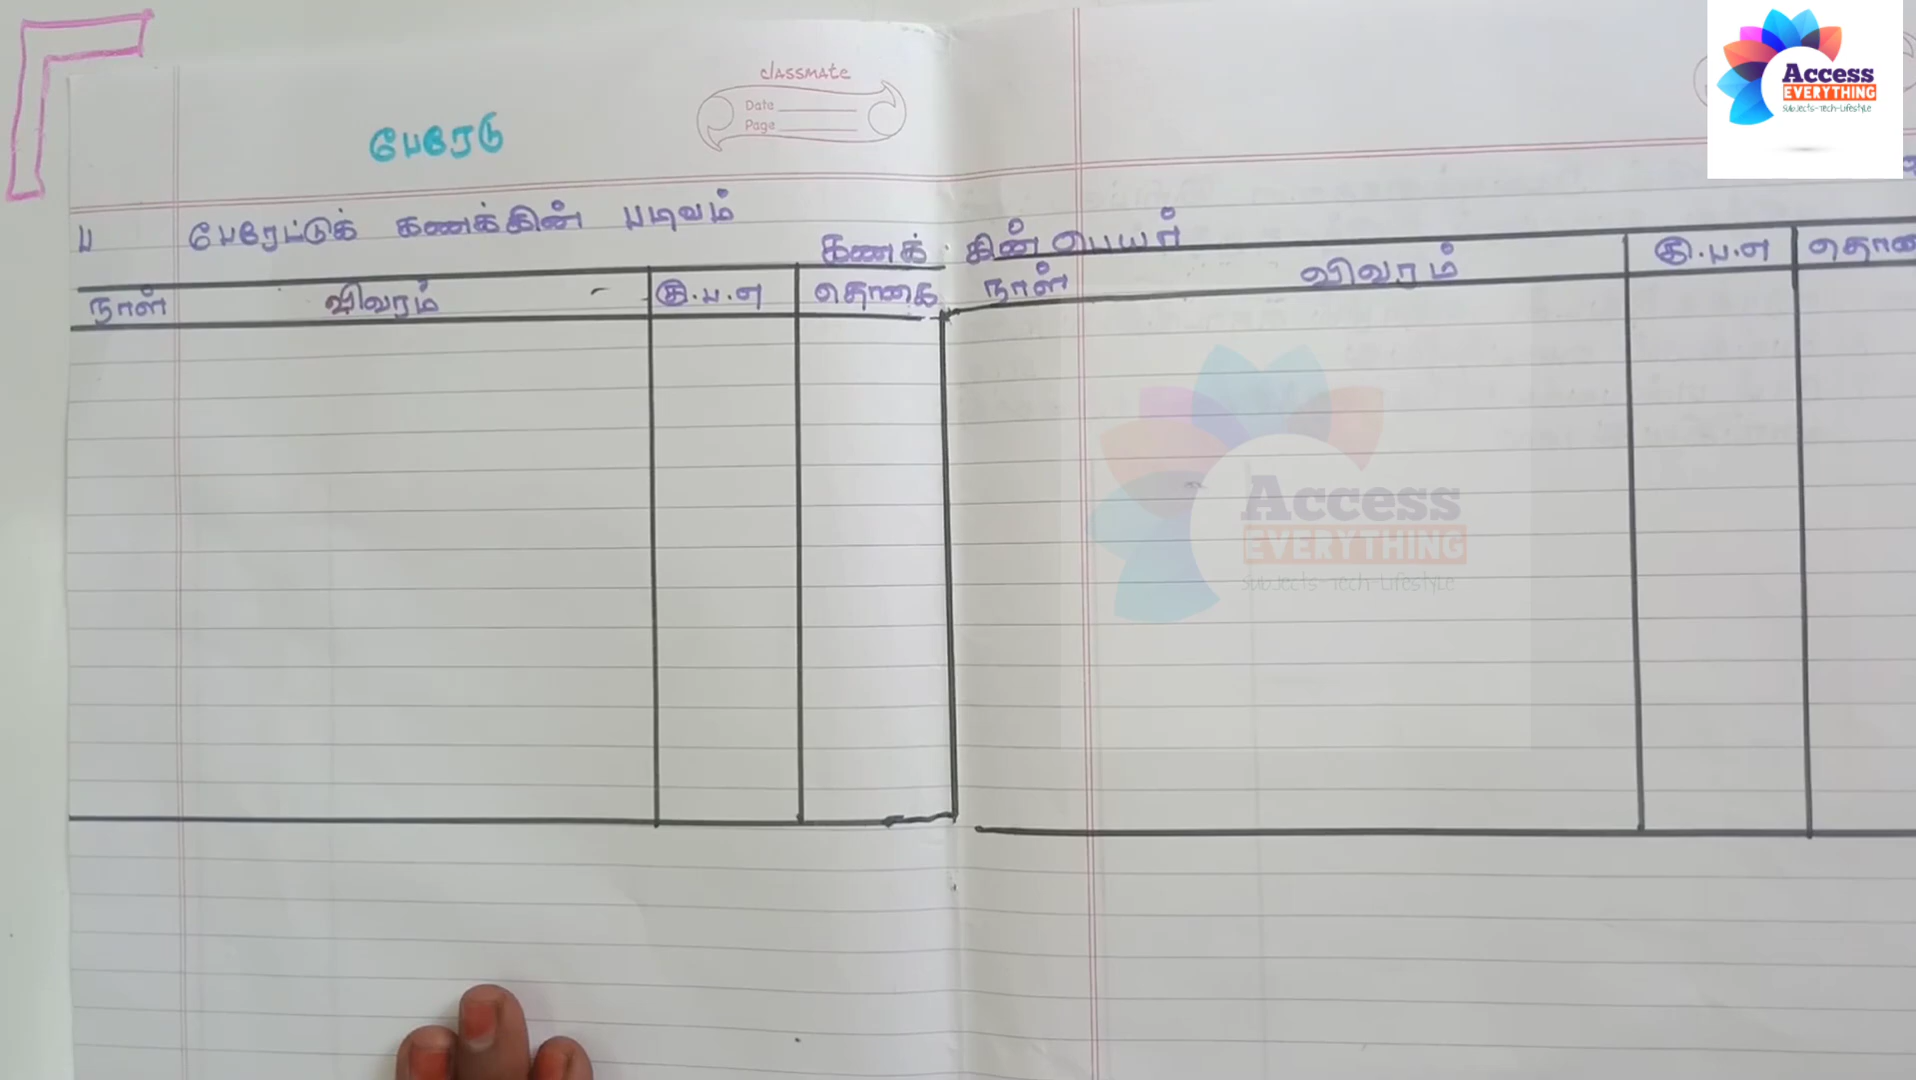 Access
EVERYTHING
Subjects-Tech-Lifestyle
classmate
Date
Page
பேரேடு
பேரேட்டுக் கணக்கின் படிவம்
கணக்கின் பெயர்
நாள் விவரம் கு.ப.எ தொகை நாள் விவரம் கு.ப.எ தொகை
Access
EVERYTHING
Subjects-Tech-Lifestyle